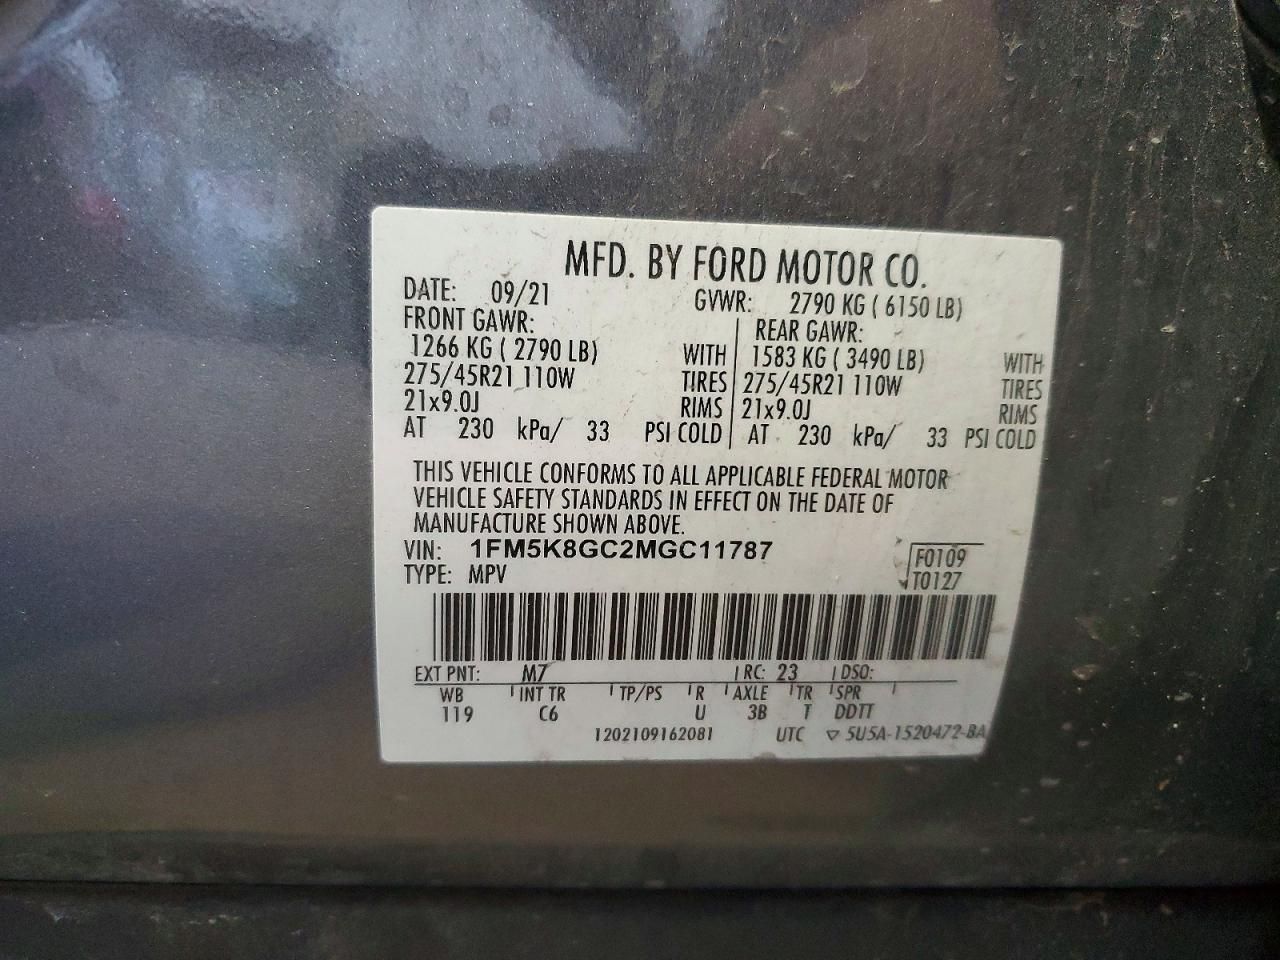 MFD. BY FORD MOTOR CO.
DATE: 09/21 GVWR: 2790 KG ( 6150 LB)
FRONT GAWR: REAR GAWR:
1266 KG ( 2790 LB) WITH 1583 KG ( 3490 LB) WITH
275/45R21 110W TIRES 275/45R21 110W TIRES
21x9.0J RIMS 21x9.0J RIMS
AT 230 kPa/ 33 PSI COLD AT 230 kPa/ 33 PSI COLD
THIS VEHICLE CONFORMS TO ALL APPLICABLE FEDERAL MOTOR
VEHICLE SAFETY STANDARDS IN EFFECT ON THE DATE OF
MANUFACTURE SHOWN ABOVE.
VIN: 1FM5K8GC2MGC11787 F0109
TYPE: MPV T0127
EXT PNT: M7 RC: 23 DSO:
WB INT TR TP/PS R AXLE TR SPR
119 C6 U 3B T DDTT
1202109162081 UTC ▽ 5U5A-1520472-BA